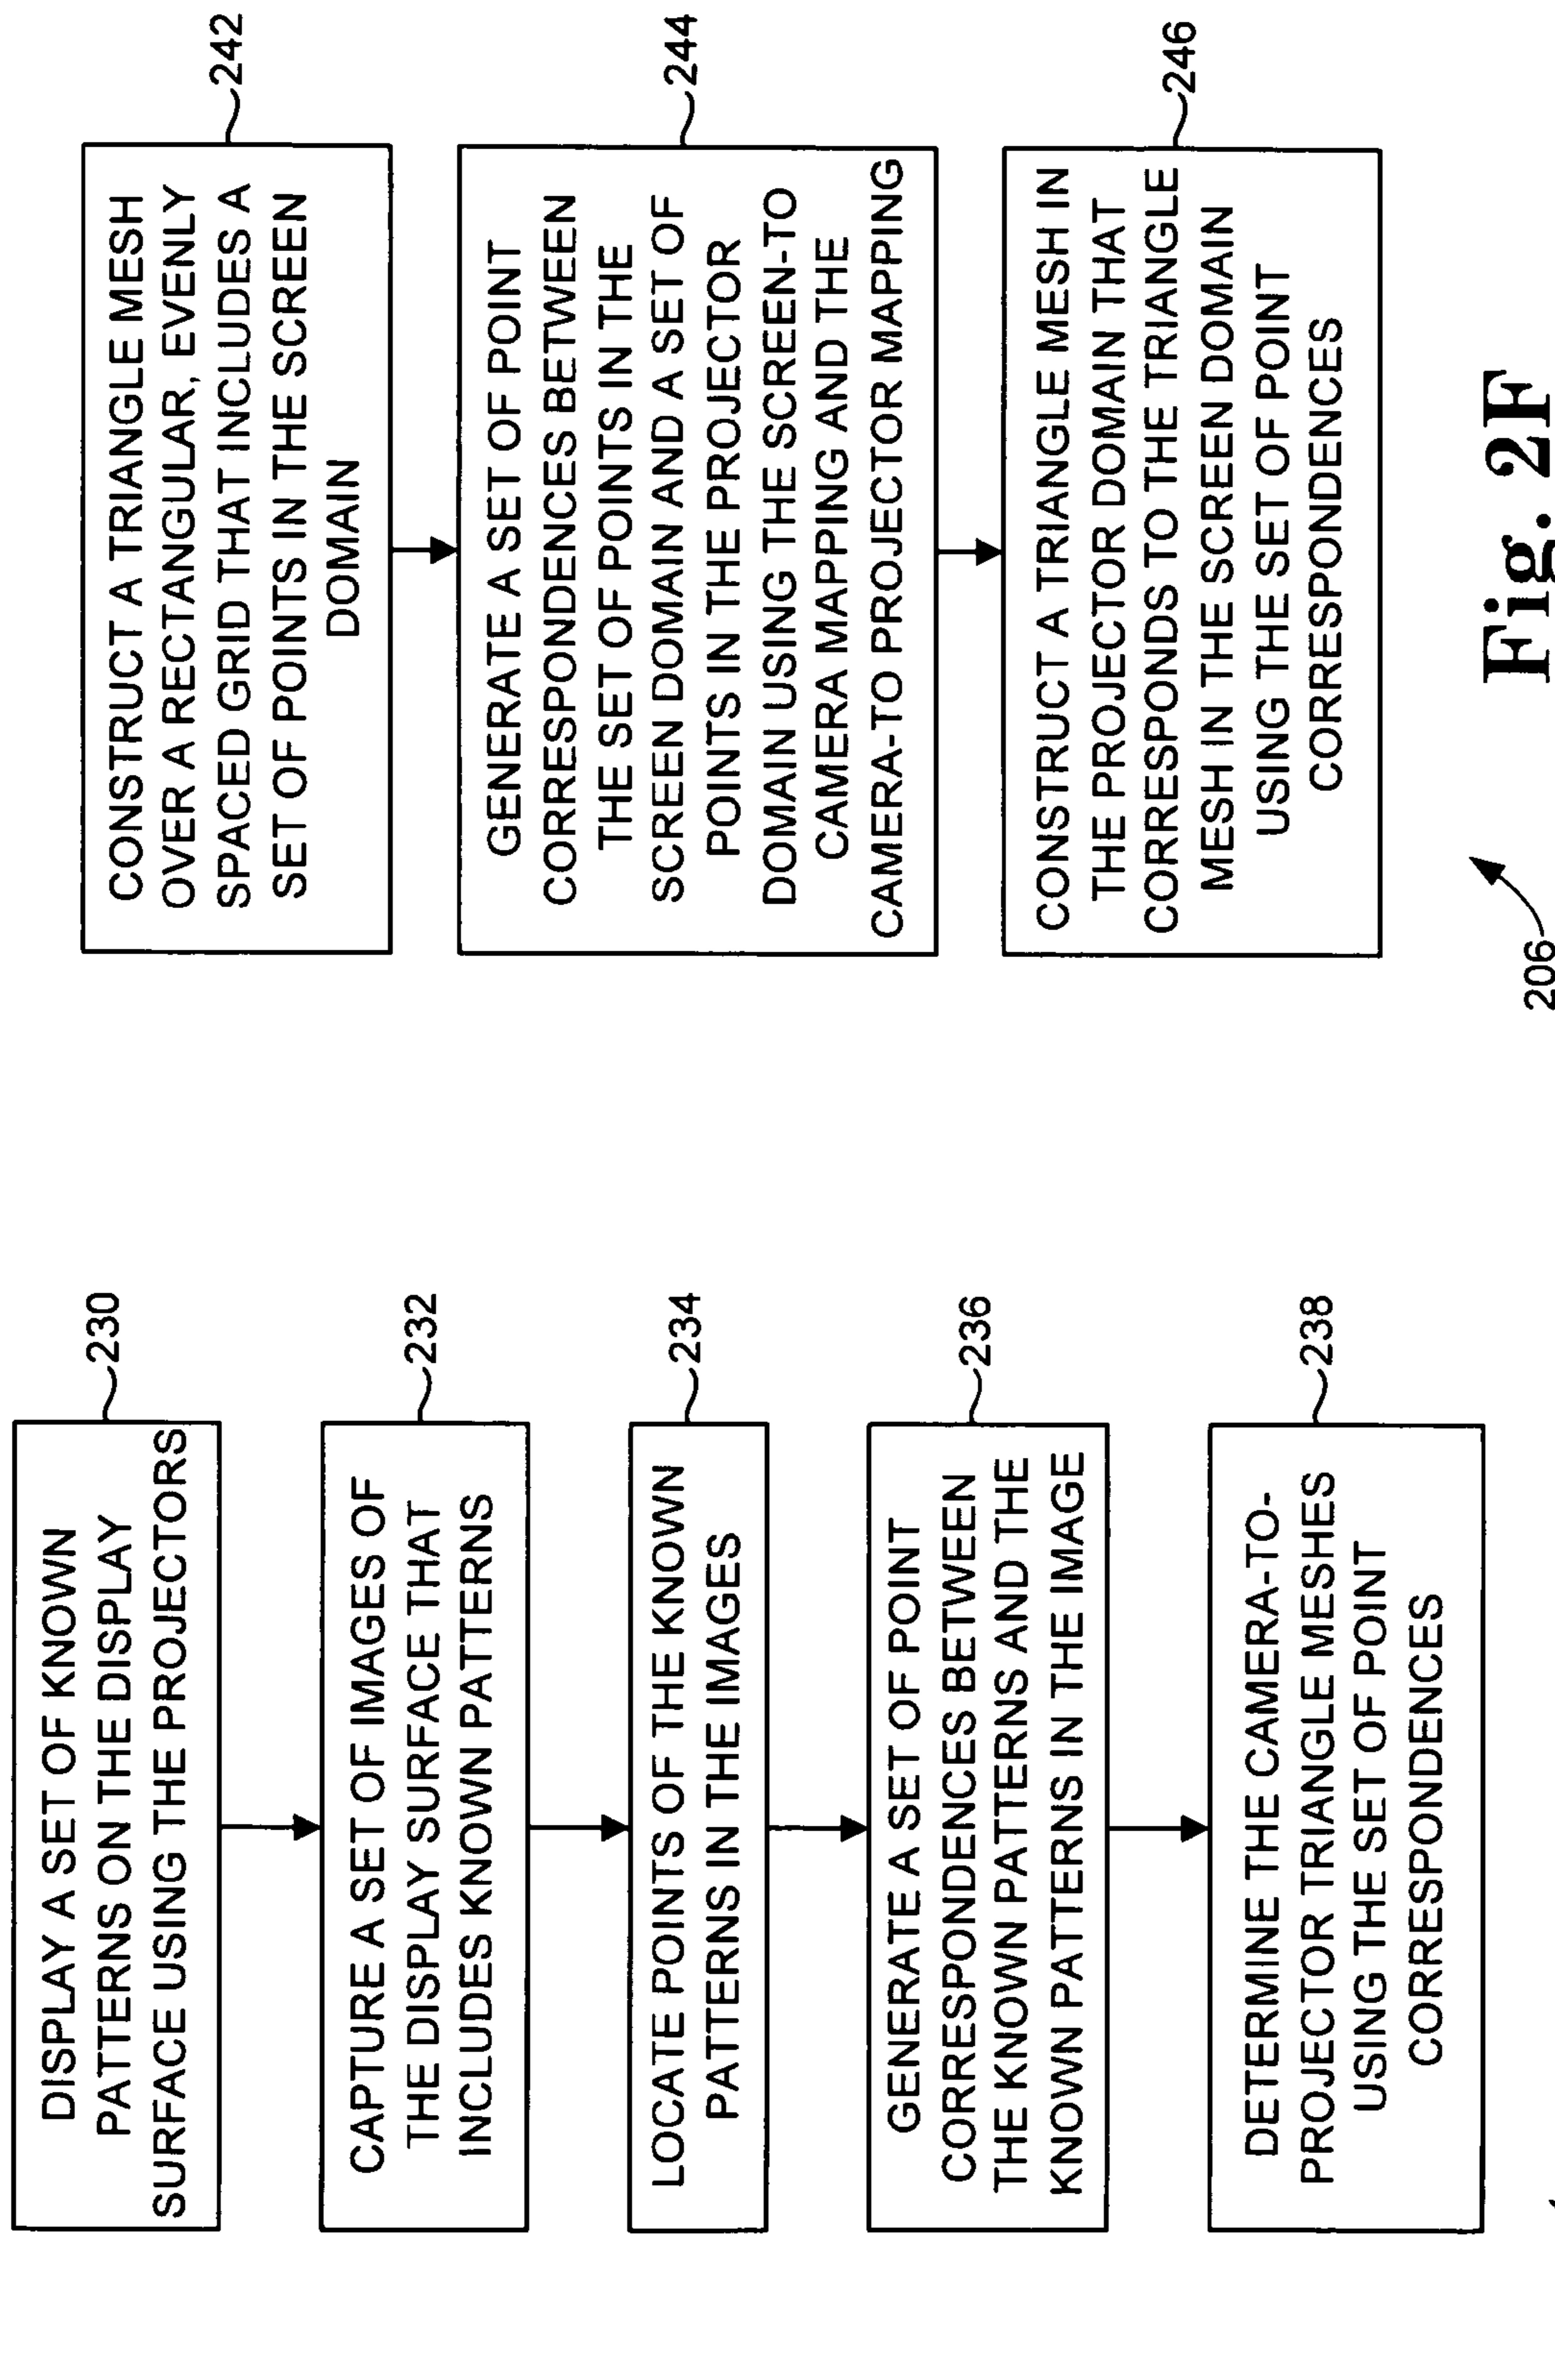 DISPLAY A SET OF KNOWN
PATTERNS ON THE DISPLAY
SURFACE USING THE PROJECTORS
230
CAPTURE A SET OF IMAGES OF
THE DISPLAY SURFACE THAT
INCLUDES KNOWN PATTERNS
232
LOCATE POINTS OF THE KNOWN
PATTERNS IN THE IMAGES
234
GENERATE A SET OF POINT
CORRESPONDENCES BETWEEN
THE KNOWN PATTERNS AND THE
KNOWN PATTERNS IN THE IMAGE
236
DETERMINE THE CAMERA-TO-
PROJECTOR TRIANGLE MESHES
USING THE SET OF POINT
CORRESPONDENCES
238
CONSTRUCT A TRIANGLE MESH
OVER A RECTANGULAR, EVENLY
SPACED GRID THAT INCLUDES A
SET OF POINTS IN THE SCREEN
DOMAIN
242
GENERATE A SET OF POINT
CORRESPONDENCES BETWEEN
THE SET OF POINTS IN THE
SCREEN DOMAIN AND A SET OF
POINTS IN THE PROJECTOR
DOMAIN USING THE SCREEN-TO
CAMERA MAPPING AND THE
CAMERA-TO PROJECTOR MAPPING
244
CONSTRUCT A TRIANGLE MESH IN
THE PROJECTOR DOMAIN THAT
CORRESPONDS TO THE TRIANGLE
MESH IN THE SCREEN DOMAIN
USING THE SET OF POINT
CORRESPONDENCES
246
206
Fig. 2F